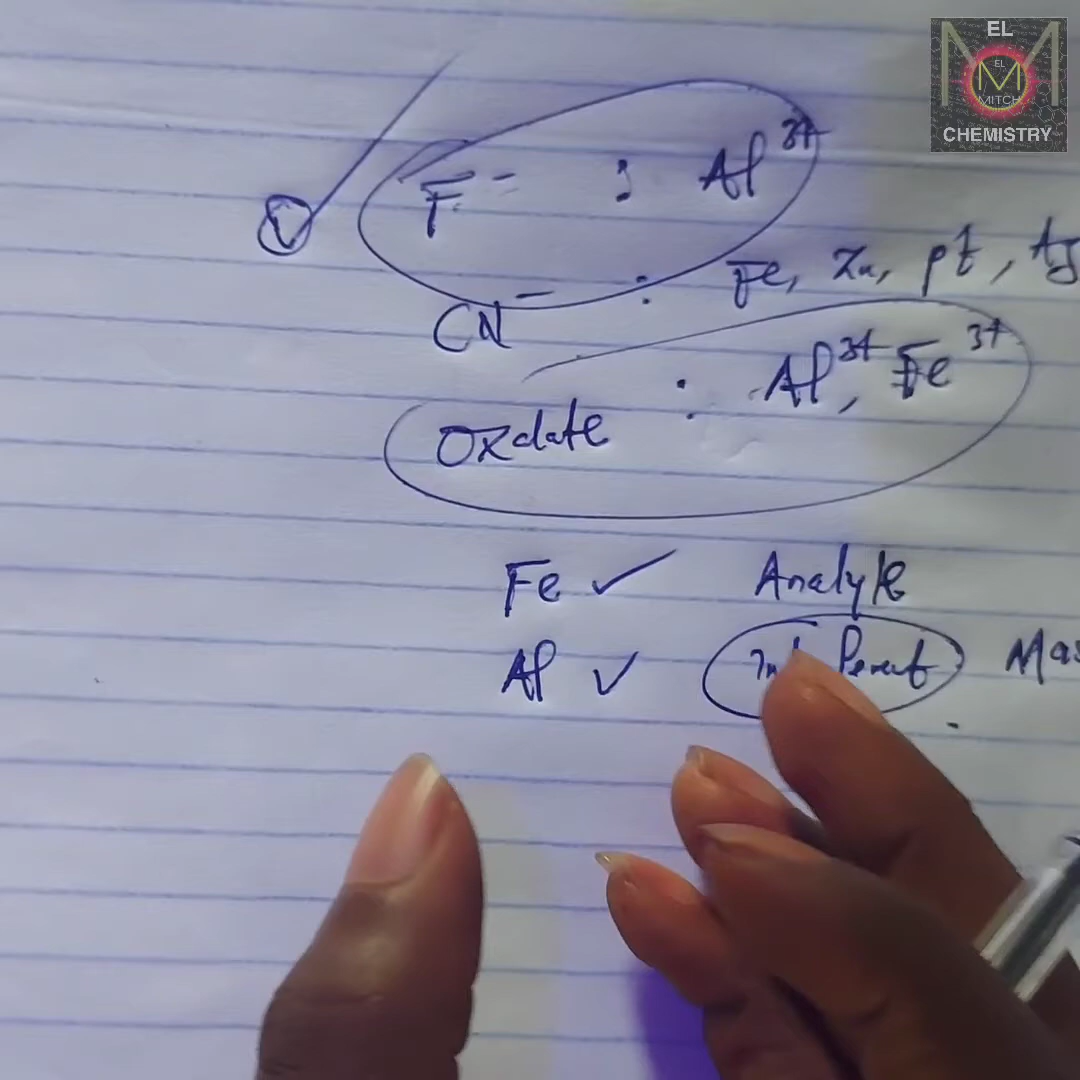 EL
EL
M
MITCH
CHEMISTRY
F⁻ : Al³⁺
CN⁻ : Fe, Zn, pt, Ag
Oxalate : Al³⁺, Fe³⁺
Fe ✓ Analyte
Al ✓ Mas